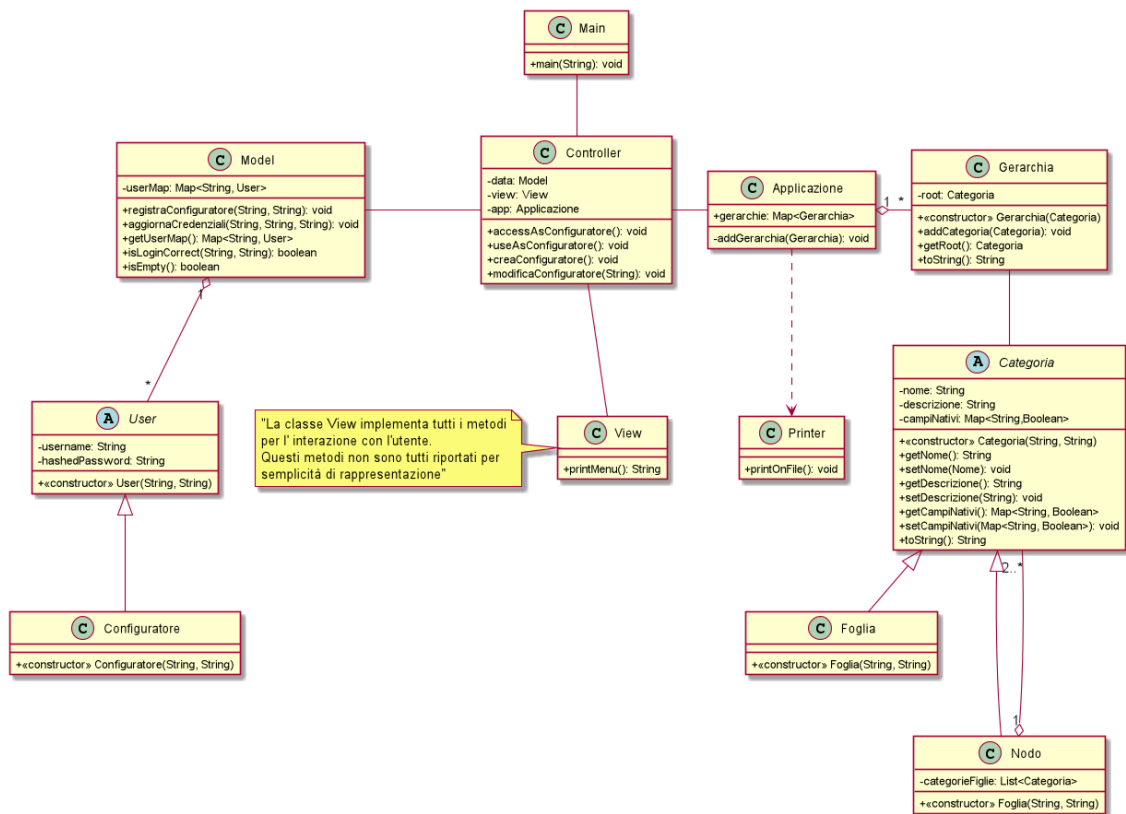 C Main
+main(String): void
C Model
-userMap: Map<String, User>
+registraConfiguratore(String, String): void
+aggiornaCredenziali(String, String, String): void
+getUserMap(): Map<String, User>
+isLoginCorrect(String, String): boolean
+isEmpty(): boolean
C Controller
-data: Model
-view: View
-app: Applicazione
+accessAsConfiguratore(): void
+useAsConfiguratore(): void
+creaConfiguratore(): void
+modificaConfiguratore(String): void
C Applicazione
+gerarchie: Map<Gerarchia>
-addGerarchia(Gerarchia): void
1 *
C Gerarchia
-root: Categoria
+«constructor» Gerarchia(Categoria)
+addCategoria(Categoria): void
+getRoot(): Categoria
+toString(): String
1
*
A User
-username: String
-hashedPassword: String
+«constructor» User(String, String)
"La classe View implementa tutti i metodi
per l' interazione con l'utente.
Questi metodi non sono tutti riportati per
semplicità di rappresentazione"
C View
+printMenu(): String
C Printer
+printOnFile(): void
A Categoria
-nome: String
-descrizione: String
-campiNativi: Map<String,Boolean>
+«constructor» Categoria(String, String)
+getNome(): String
+setNome(Nome): void
+getDescrizione(): String
+setDescrizione(String): void
+getCampiNativi(): Map<String, Boolean>
+setCampiNativi(Map<String, Boolean>): void
+toString(): String
2..*
C Configuratore
+«constructor» Configuratore(String, String)
C Foglia
+«constructor» Foglia(String, String)
1
C Nodo
-categorieFiglie: List<Categoria>
+«constructor» Foglia(String, String)